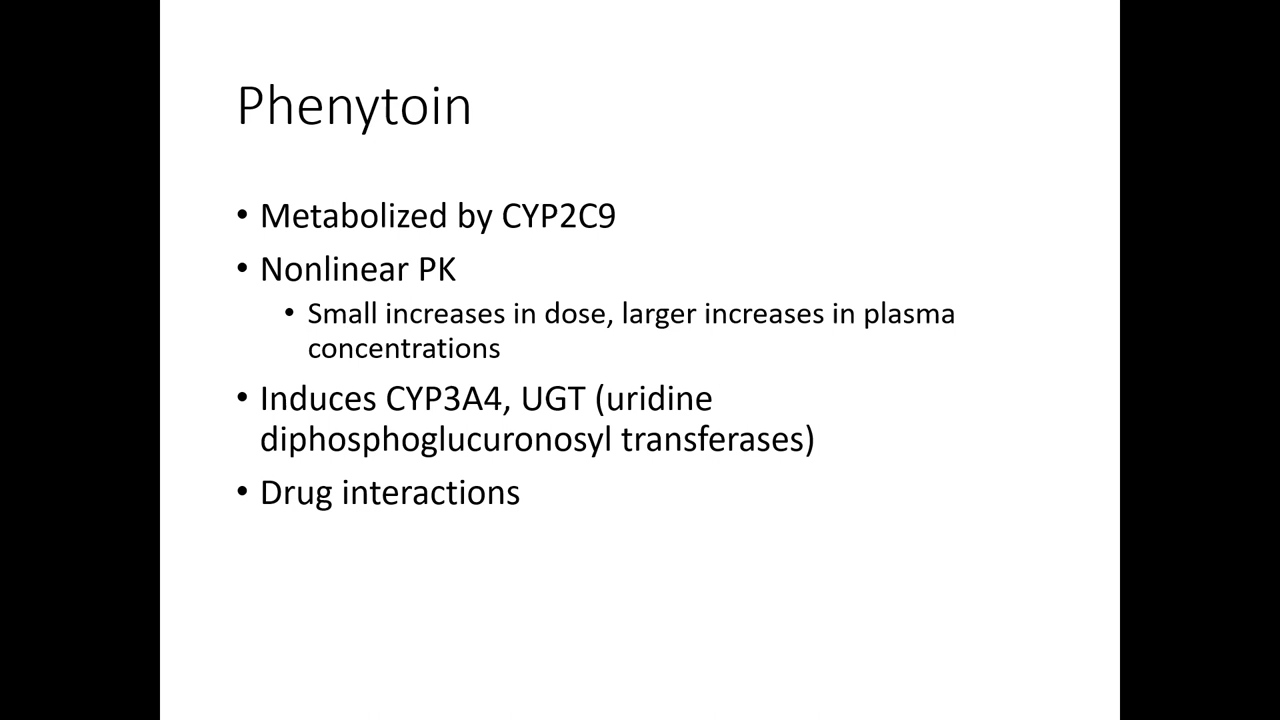 Phenytoin
• Metabolized by CYP2C9
• Nonlinear PK
• Small increases in dose, larger increases in plasma
concentrations
• Induces CYP3A4, UGT (uridine
diphosphoglucuronosyl transferases)
• Drug interactions